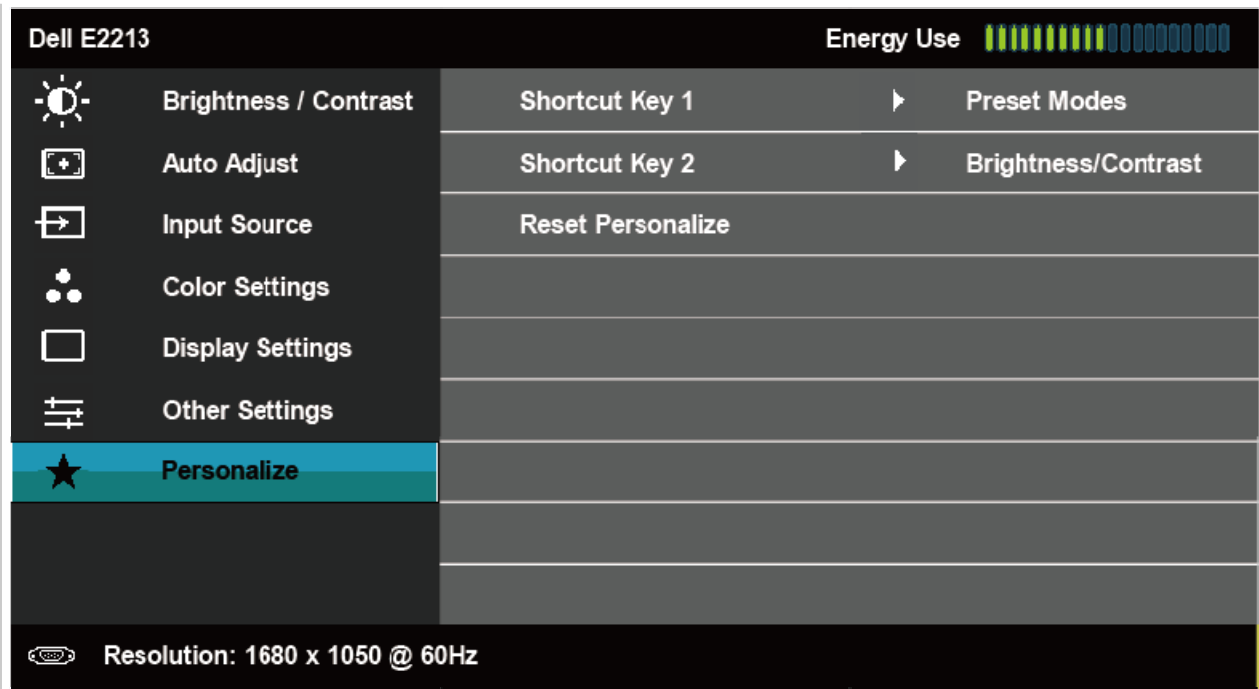 Dell E2213 Energy Use
Brightness / Contrast Shortcut Key 1 Preset Modes
Auto Adjust Shortcut Key 2 Brightness/Contrast
Input Source Reset Personalize
Color Settings
Display Settings
Other Settings
Personalize
Resolution: 1680 x 1050 @ 60Hz